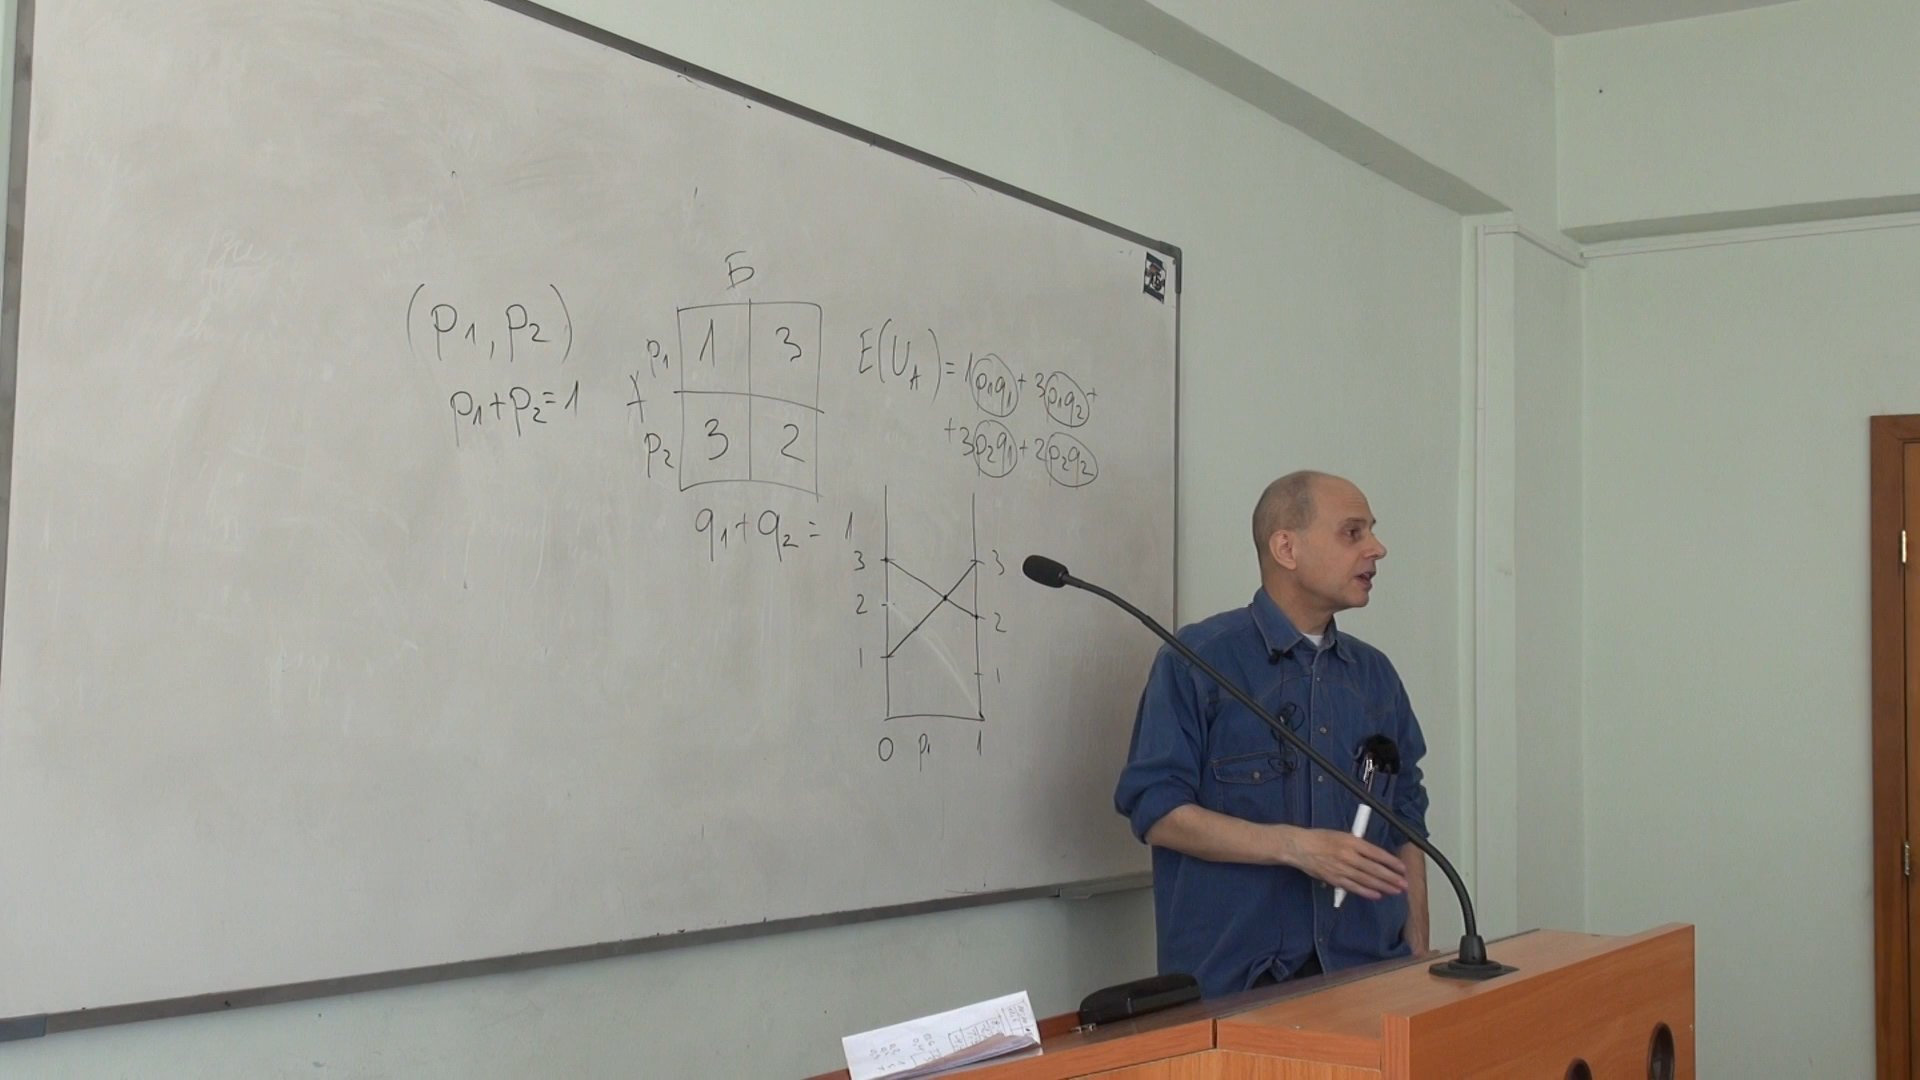 (p₁, p₂)
p₁+p₂=1
Б
p₁ 1 3
+
p₂ 3 2
q₁+q₂=1
E(U_A)=1p₁q₁+3p₁q₂+
+3p₂q₁+2p₂q₂
3 3
2 2
1 1
0 p₁ 1